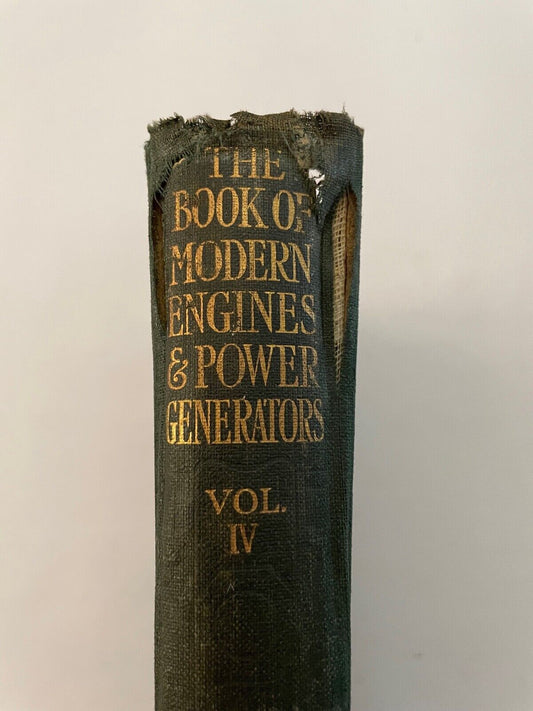 THE
BOOK OF
MODERN
ENGINES
& POWER
GENERATORS
VOL.
IV